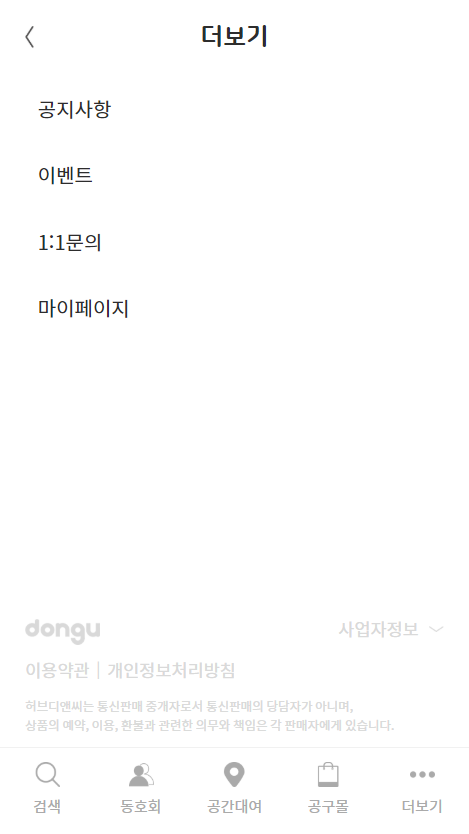 더보기
공지사항
이벤트
1:1문의
마이페이지
dongu
사업자정보
이용약관 | 개인정보처리방침
허브디앤씨는 통신판매 중개자로서 통신판매의 담당자가 아니며,
상품의 예약, 이용, 환불과 관련한 의무와 책임은 각 판매자에게 있습니다.
검색
동호회
공간대여
공구몰
더보기